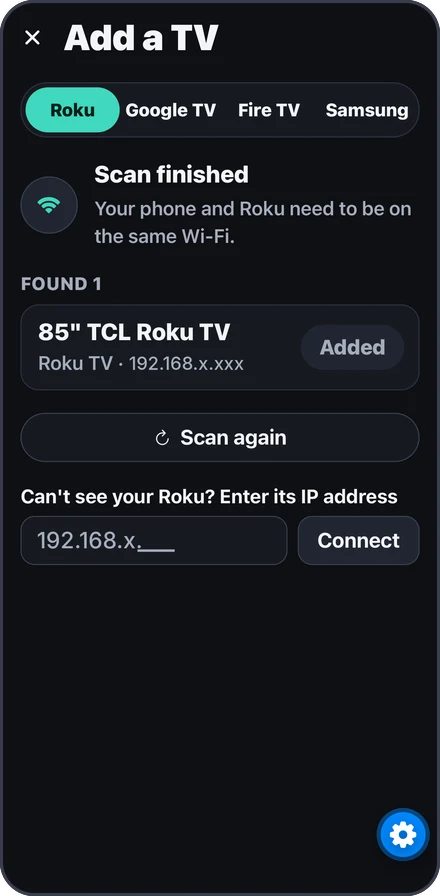 Add a TV
Roku
Google TV
Fire TV
Samsung
Scan finished
Your phone and Roku need to be on
the same Wi-Fi.
FOUND 1
85" TCL Roku TV
Roku TV · 192.168.x.xxx
Added
Scan again
Can't see your Roku? Enter its IP address
192.168.x.___
Connect